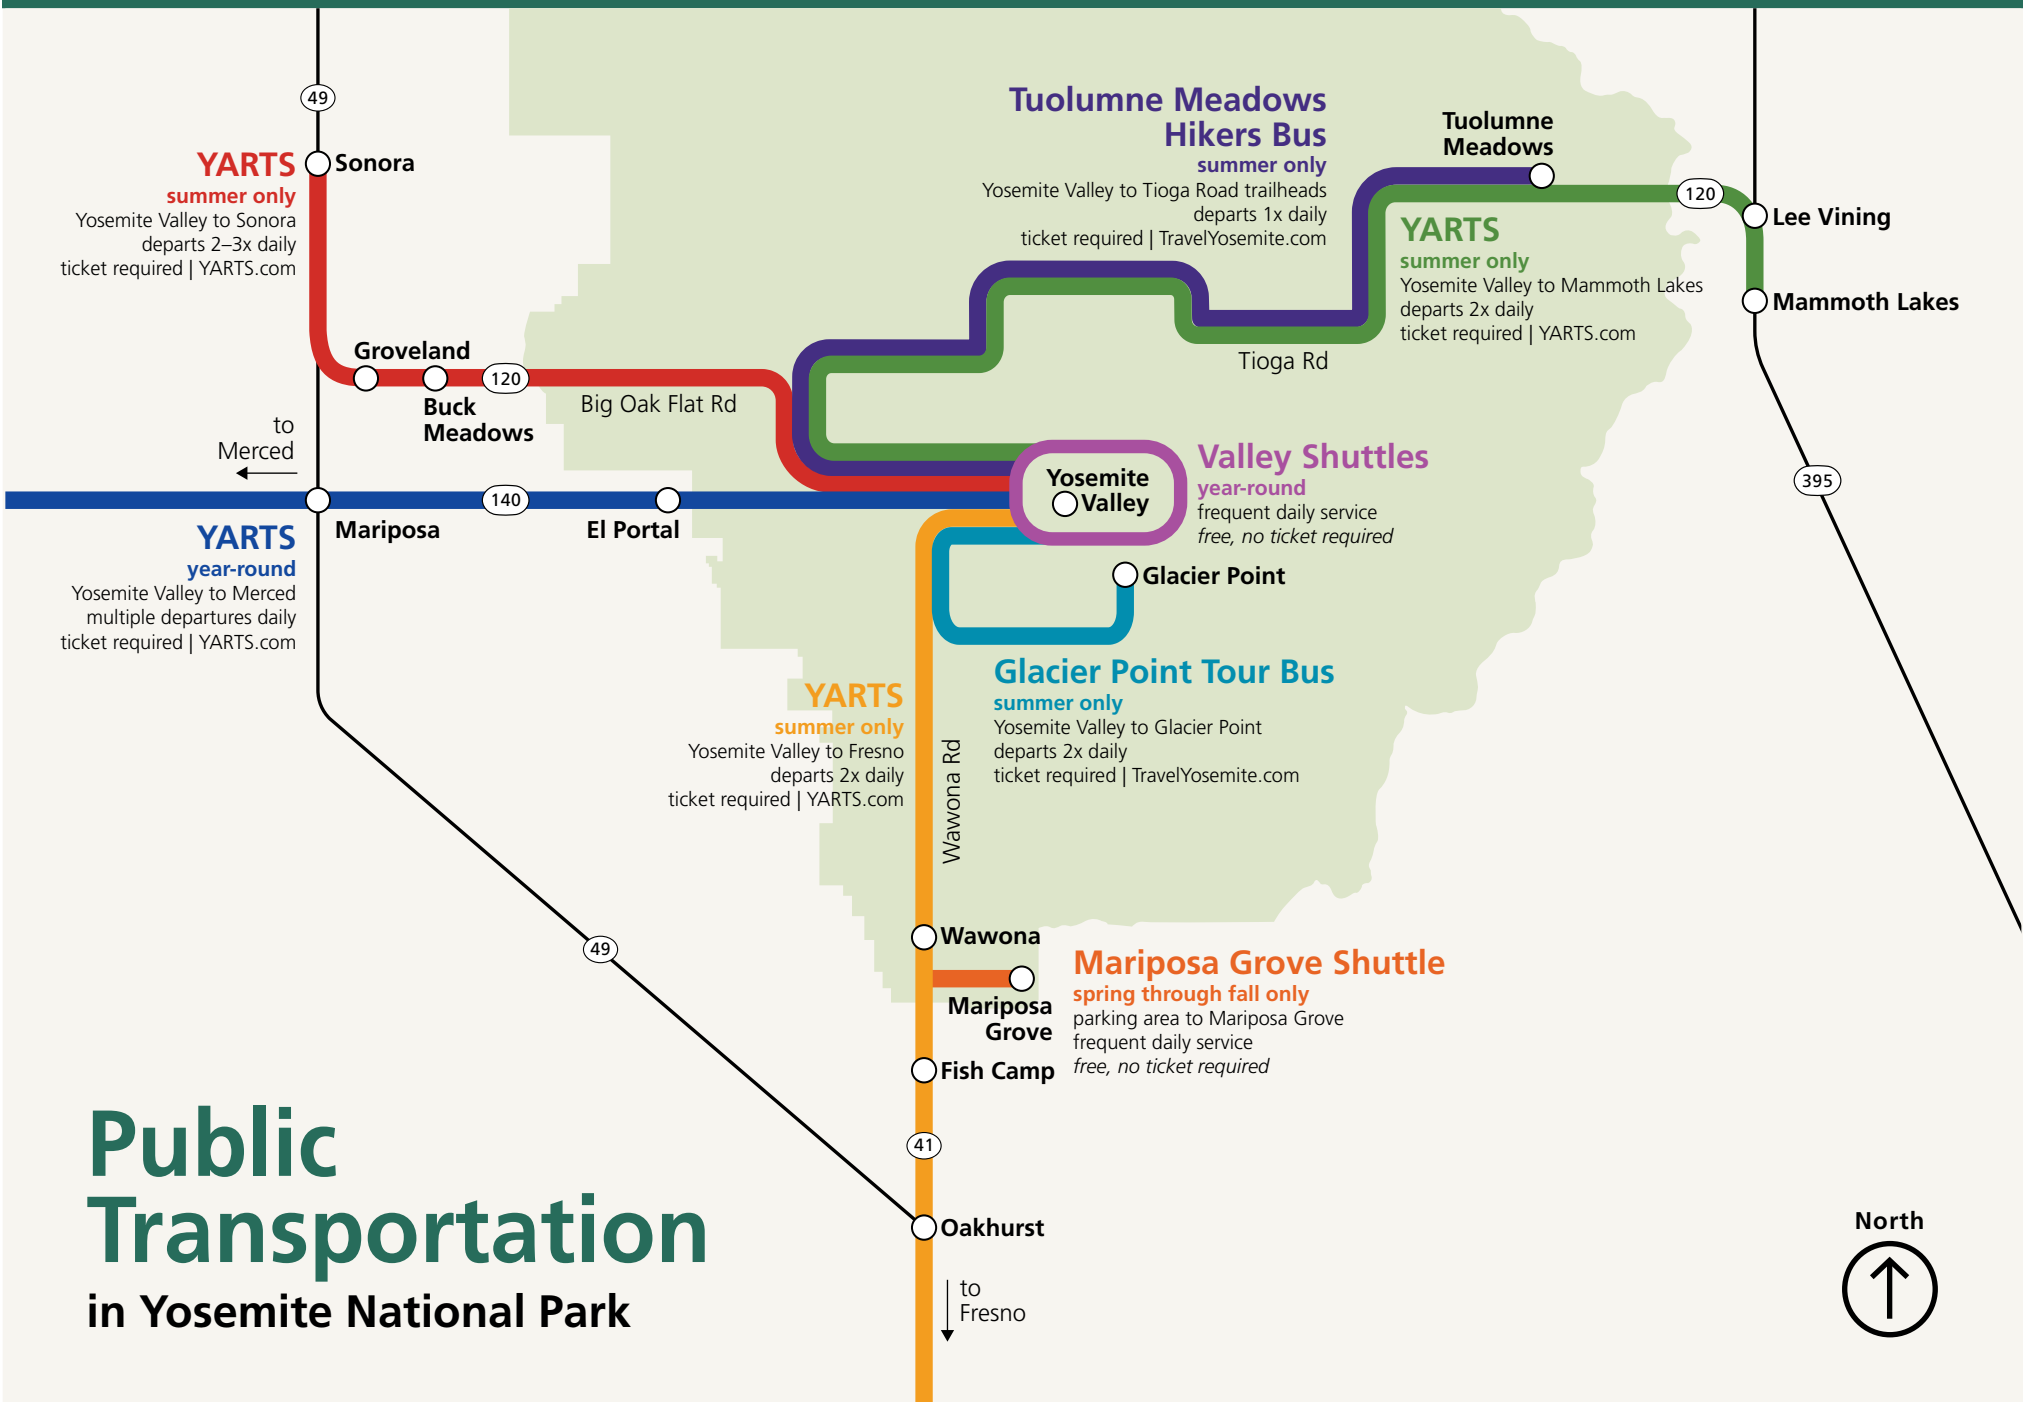 49
Sonora
YARTS
summer only
Yosemite Valley to Sonora
departs 2–3x daily
ticket required | YARTS.com
Groveland
Buck
Meadows
120
Big Oak Flat Rd
Tuolumne Meadows
Hikers Bus
summer only
Yosemite Valley to Tioga Road trailheads
departs 1x daily
ticket required | TravelYosemite.com
Tuolumne
Meadows
120
Lee Vining
Mammoth Lakes
YARTS
summer only
Yosemite Valley to Mammoth Lakes
departs 2x daily
ticket required | YARTS.com
Tioga Rd
395
to
Merced
140
Mariposa
El Portal
YARTS
year-round
Yosemite Valley to Merced
multiple departures daily
ticket required | YARTS.com
Yosemite
Valley
Valley Shuttles
year-round
frequent daily service
free, no ticket required
Glacier Point
Glacier Point Tour Bus
summer only
Yosemite Valley to Glacier Point
departs 2x daily
ticket required | TravelYosemite.com
YARTS
summer only
Yosemite Valley to Fresno
departs 2x daily
ticket required | YARTS.com
Wawona Rd
49
Wawona
Mariposa
Grove
Mariposa Grove Shuttle
spring through fall only
parking area to Mariposa Grove
frequent daily service
free, no ticket required
Fish Camp
41
Oakhurst
to
Fresno
Public
Transportation
in Yosemite National Park
North